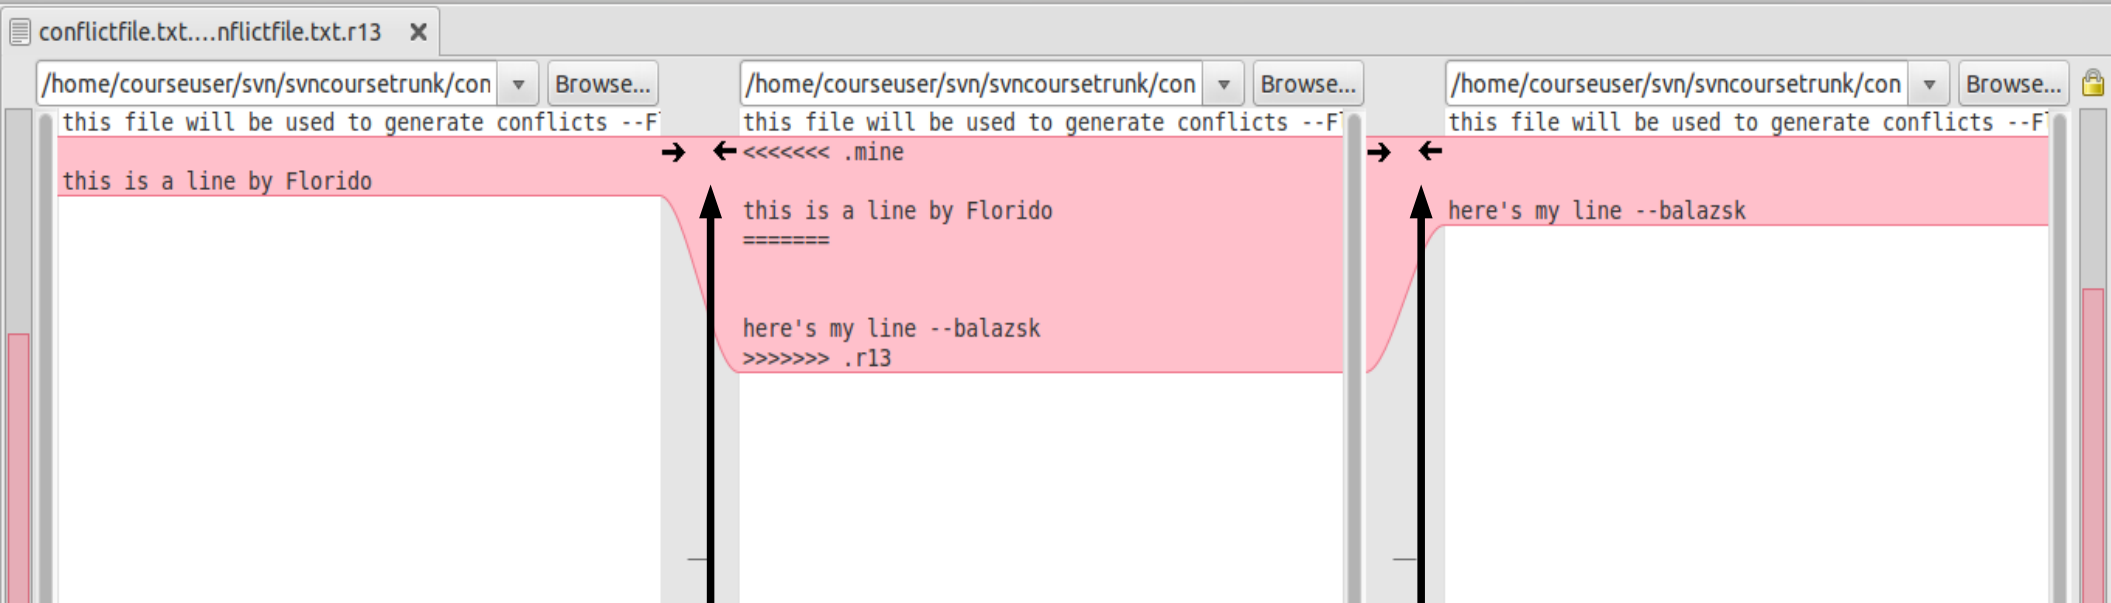 conflictfile.txt....nflictfile.txt.r13
/home/courseuser/svn/svncoursetrunk/con Browse... /home/courseuser/svn/svncoursetrunk/con Browse... /home/courseuser/svn/svncoursetrunk/con Browse...
this file will be used to generate conflicts --F
this is a line by Florido
this file will be used to generate conflicts --Fl
<<<<<<< .mine
this is a line by Florido
=======
here's my line --balazsk
>>>>>>> .r13
this file will be used to generate conflicts --Fl
here's my line --balazsk